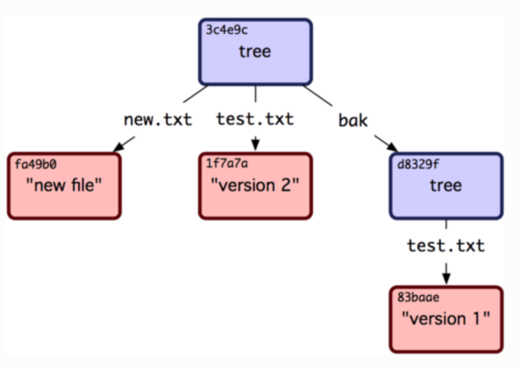 3c4e9c
tree
new.txt test.txt bak
fa49b0
"new file"
1f7a7a
"version 2"
d8329f
tree
test.txt
83baae
"version 1"